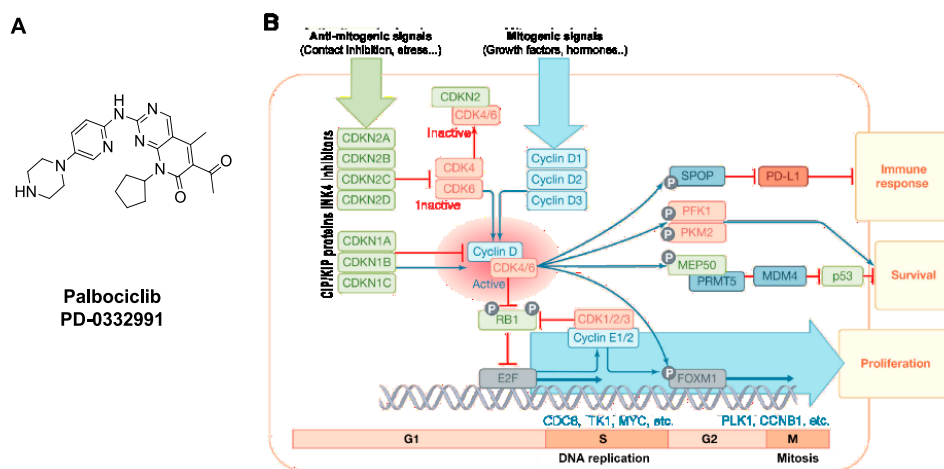 A
B
HN
N
N
N
N
N
N
O
O
HN
Palbociclib
PD-0332991
Anti-mitogenic signals
(Contact inhibition, stress...)
Mitogenic signals
(Growth factors, hormones..)
CIP/KIP proteins INK4 inhibitors
CDKN2
CDK4/6
Inactive
CDKN2A
CDKN2B
CDKN2C
CDKN2D
CDK4
CDK6
Inactive
Cyclin D1
Cyclin D2
Cyclin D3
CDKN1A
CDKN1B
CDKN1C
Cyclin D
CDK4/6
Active
P
SPOP
PD-L1
Immune
response
P
PFK1
P
PKM2
P
MEP50
PRMT5
MDM4
p53
Survival
P
P
RB1
CDK1/2/3
Cyclin E1/2
Proliferation
E2F
P
FOXM1
CDC6, TK1, MYC, etc.
PLK1, CCNB1, etc.
G1
S
G2
M
DNA replication
Mitosis